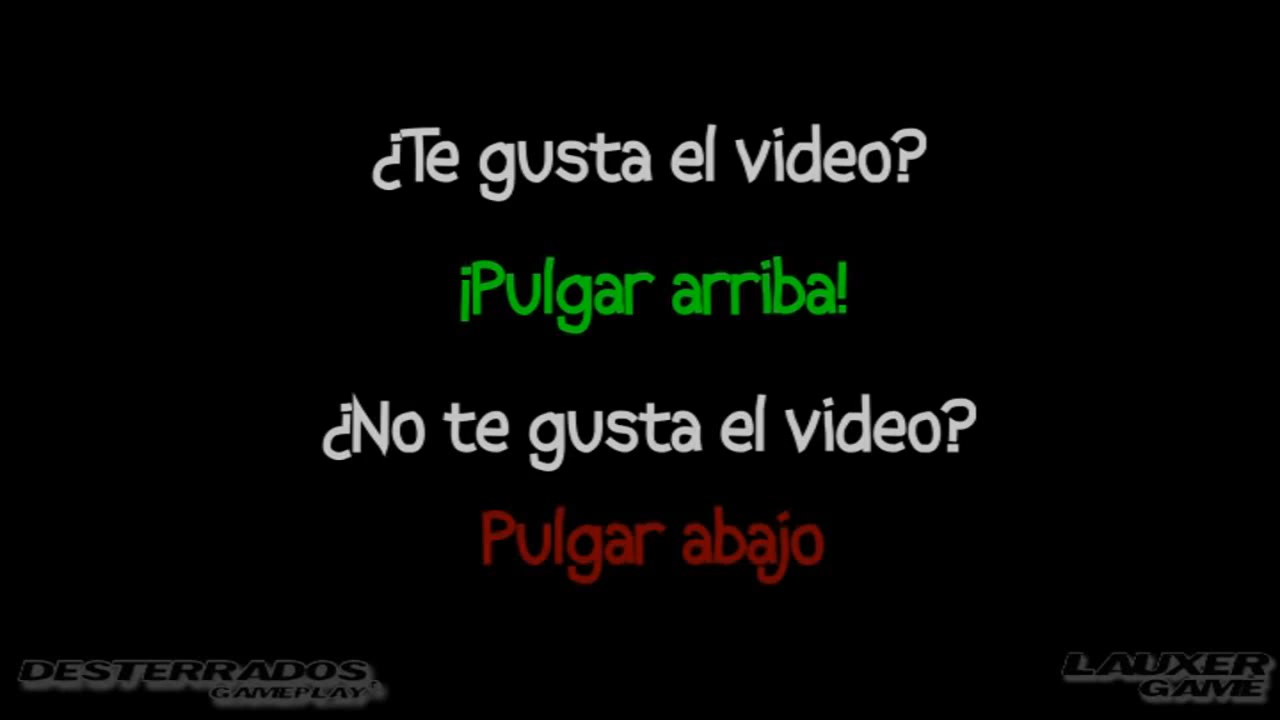 ¿Te gusta el video?
¡Pulgar arriba!
¿No te gusta el video?
Pulgar abajo
DESTERRADOS
GAMEPLAY
LAUXER
GAME